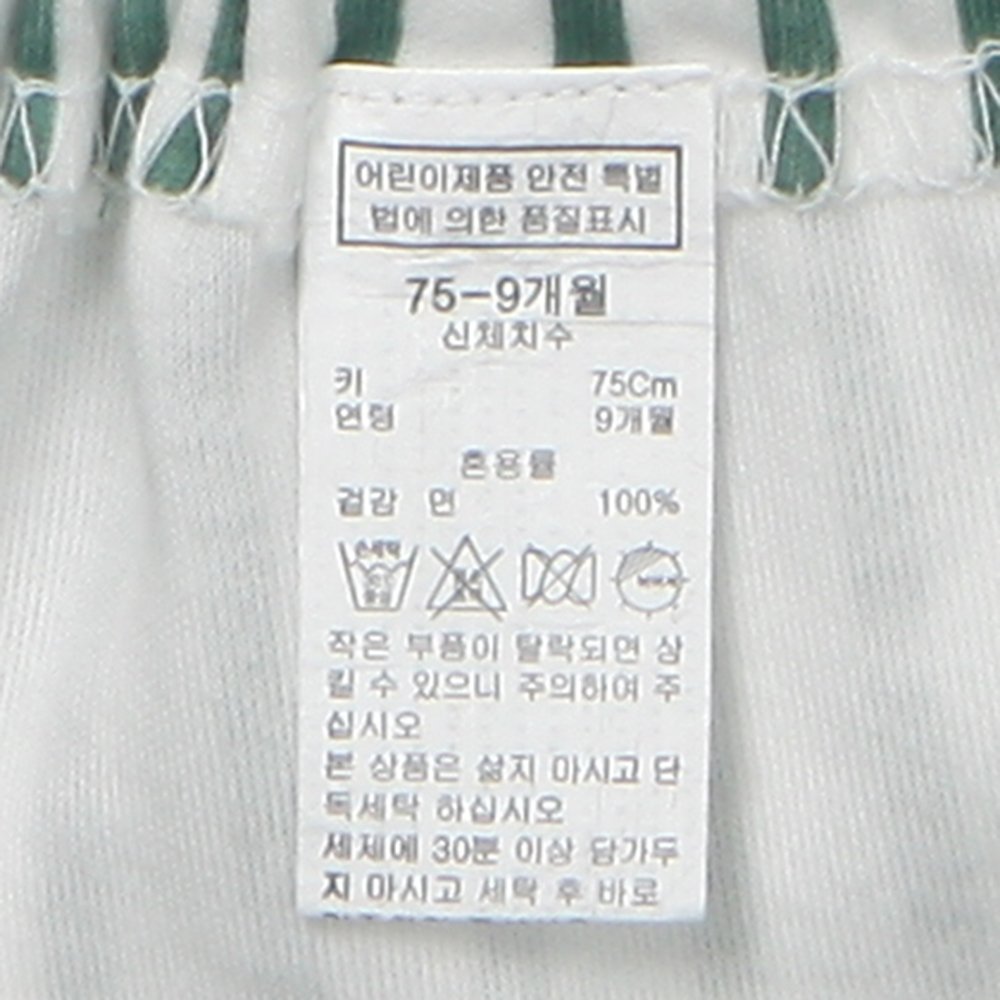 어린이제품 안전 특별
법에 의한 품질표시
75-9개월
신체치수
키 75Cm
연령 9개월
혼용률
겉감 면 100%
손세탁
작은 부품이 탈락되면 삼
킬 수 있으니 주의하여 주
십시오
본 상품은 삶지 마시고 단
독세탁 하십시오
세제에 30분 이상 담가두
지 마시고 세탁 후 바로